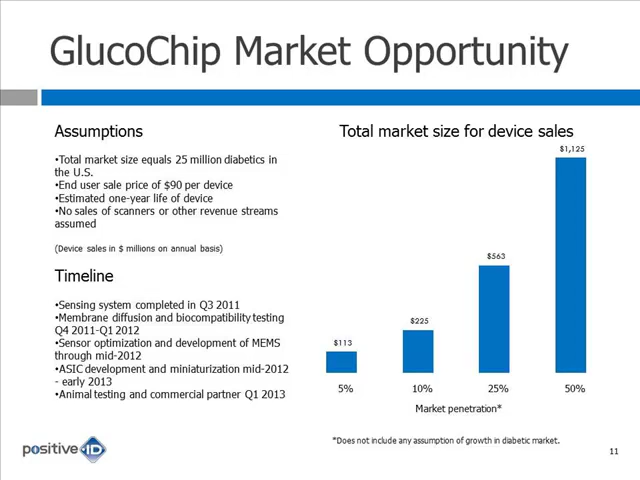 GlucoChip Market Opportunity
Assumptions
•Total market size equals 25 million diabetics in
the U.S.
•End user sale price of $90 per device
•Estimated one-year life of device
•No sales of scanners or other revenue streams
assumed
(Device sales in $ millions on annual basis)
Timeline
•Sensing system completed in Q3 2011
•Membrane diffusion and biocompatibility testing
Q4 2011-Q1 2012
•Sensor optimization and development of MEMS
through mid-2012
•ASIC development and miniaturization mid-2012
- early 2013
•Animal testing and commercial partner Q1 2013
Total market size for device sales
$1,125
$563
$225
$113
5% 10% 25% 50%
Market penetration*
*Does not include any assumption of growth in diabetic market.
positive ID
11